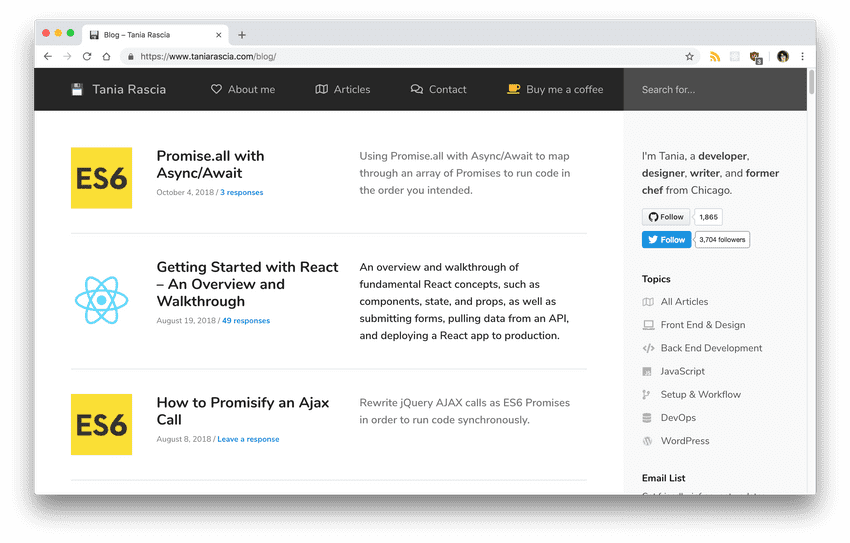 Blog – Tania Rascia
https://www.taniarascia.com/blog/
3
Tania Rascia
About me
Articles
Contact
Buy me a coffee
Search for...
ES6
Promise.all with
Async/Await
October 4, 2018 / 3 responses
Using Promise.all with Async/Await to map
through an array of Promises to run code in
the order you intended.
Getting Started with React
– An Overview and
Walkthrough
August 19, 2018 / 49 responses
An overview and walkthrough of
fundamental React concepts, such as
components, state, and props, as well as
submitting forms, pulling data from an API,
and deploying a React app to production.
ES6
How to Promisify an Ajax
Call
August 8, 2018 / Leave a response
Rewrite jQuery AJAX calls as ES6 Promises
in order to run code synchronously.
I'm Tania, a developer,
designer, writer, and former
chef from Chicago.
Follow 1,865
Follow 3,704 followers
Topics
All Articles
Front End & Design
Back End Development
JavaScript
Setup & Workflow
DevOps
WordPress
Email List